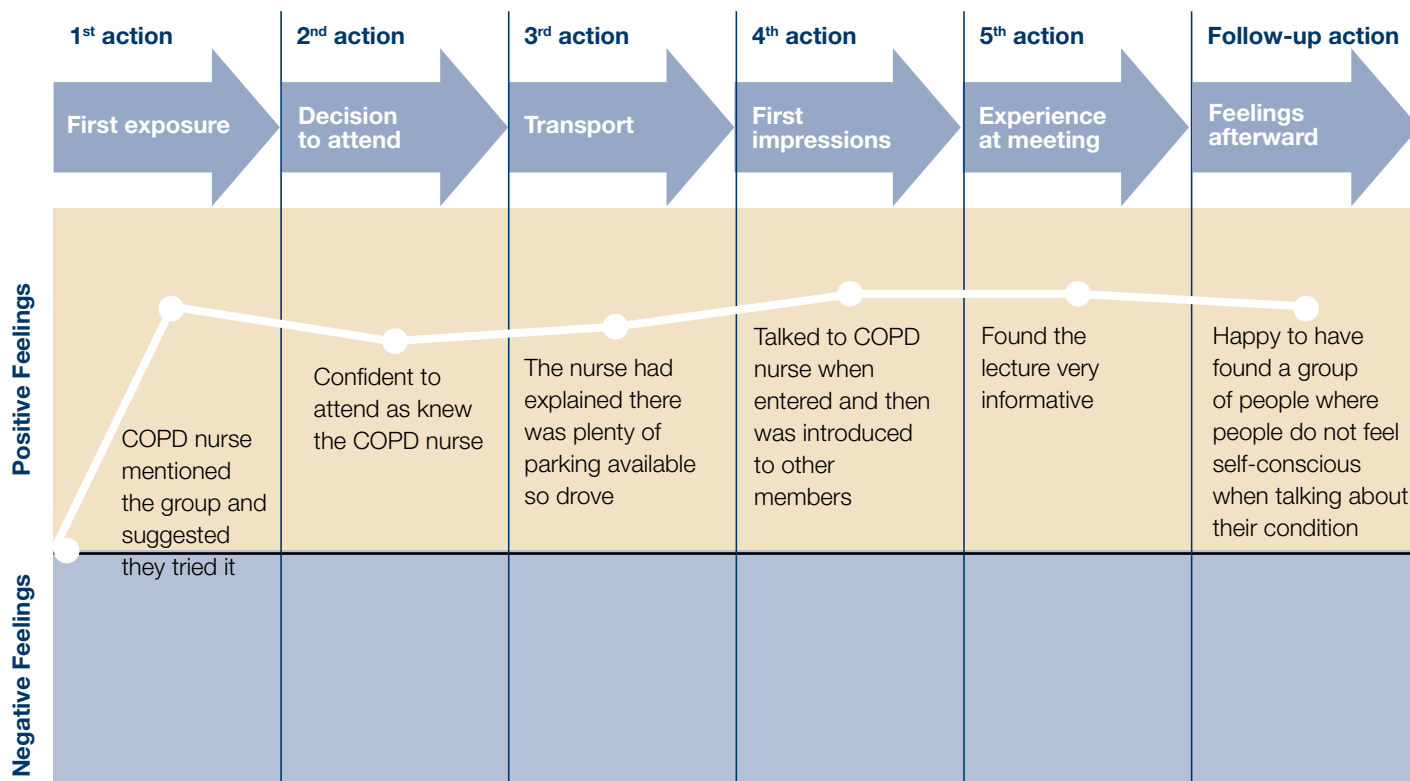 1st action
2nd action
3rd action
4th action
5th action
Follow-up action
First exposure
Decision
to attend
Transport
First
impressions
Experience
at meeting
Feelings
afterward
Positive Feelings
COPD nurse
mentioned
the group and
suggested
they tried it
Confident to
attend as knew
the COPD nurse
The nurse had
explained there
was plenty of
parking available
so drove
Talked to COPD
nurse when
entered and then
was introduced
to other
members
Found the
lecture very
informative
Happy to have
found a group
of people where
people do not feel
self-conscious
when talking about
their condition
Negative Feelings